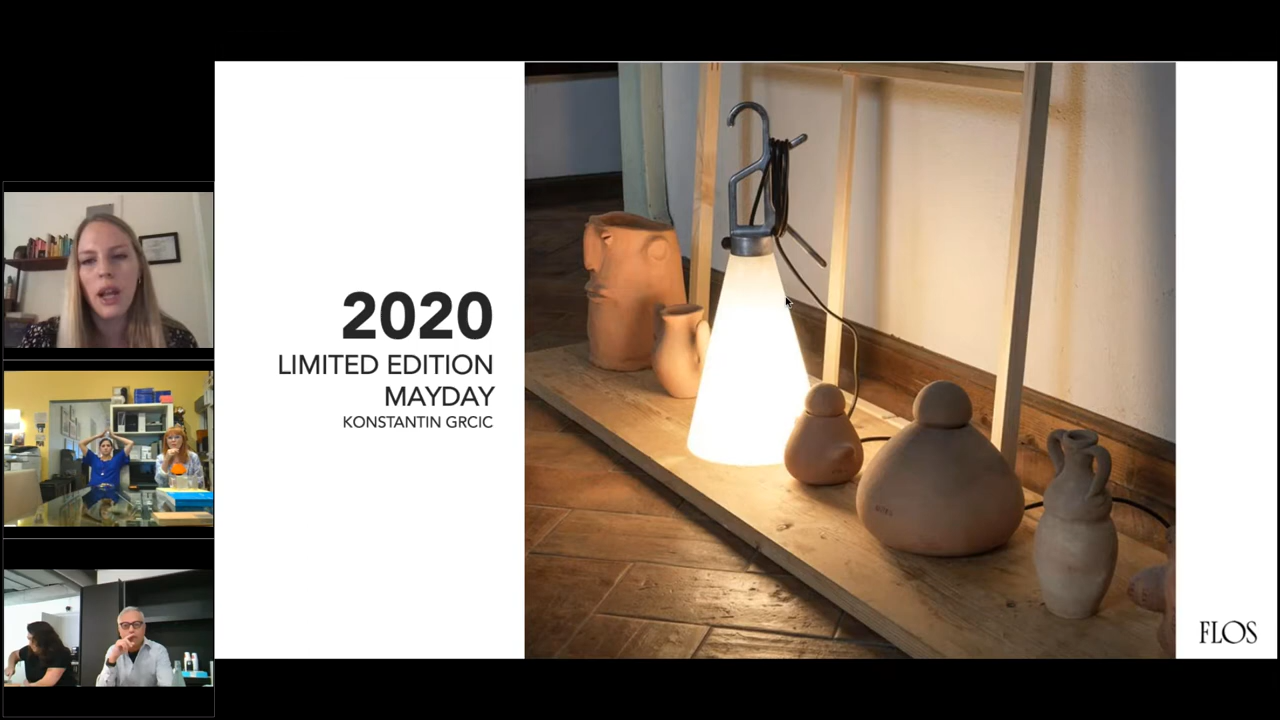 2020
LIMITED EDITION
MAYDAY
KONSTANTIN GRCIC
FLOS